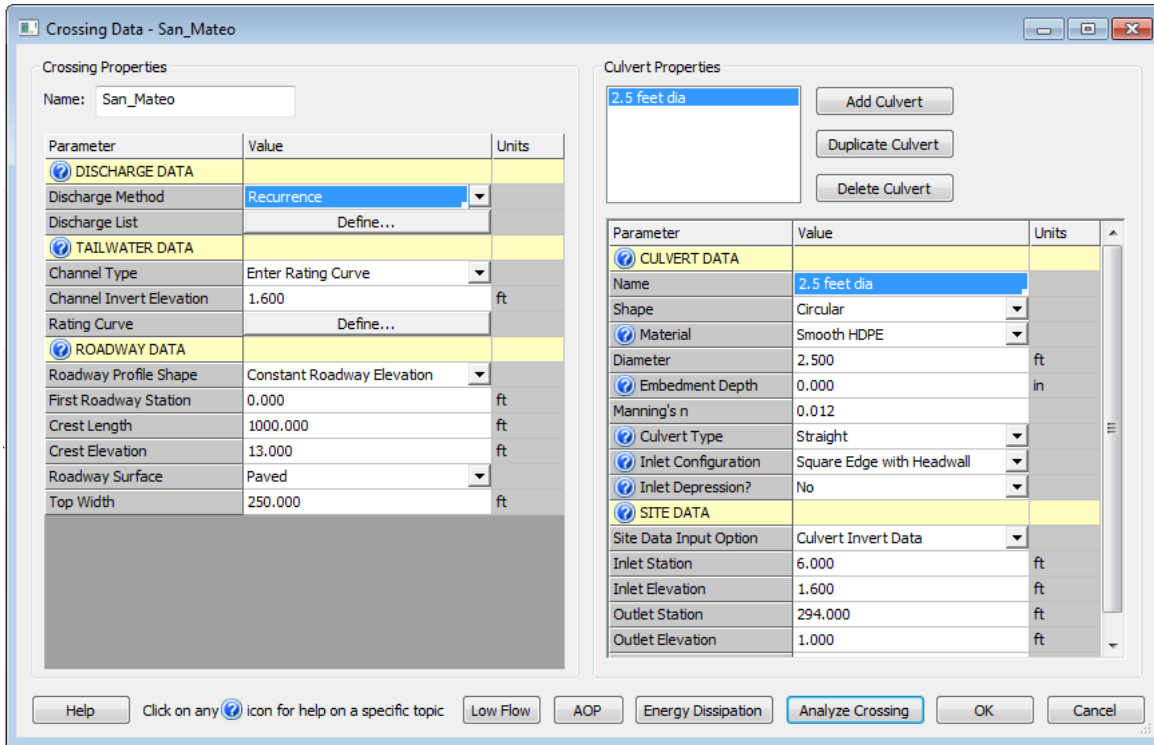 Crossing Data - San_Mateo
Crossing Properties
Name: San_Mateo
Parameter Value Units
DISCHARGE DATA
Discharge Method Recurrence
Discharge List Define...
TAILWATER DATA
Channel Type Enter Rating Curve
Channel Invert Elevation 1.600 ft
Rating Curve Define...
ROADWAY DATA
Roadway Profile Shape Constant Roadway Elevation
First Roadway Station 0.000 ft
Crest Length 1000.000 ft
Crest Elevation 13.000 ft
Roadway Surface Paved
Top Width 250.000 ft
Culvert Properties
2.5 feet dia
Add Culvert
Duplicate Culvert
Delete Culvert
Parameter Value Units
CULVERT DATA
Name 2.5 feet dia
Shape Circular
Material Smooth HDPE
Diameter 2.500 ft
Embedment Depth 0.000 in
Manning's n 0.012
Culvert Type Straight
Inlet Configuration Square Edge with Headwall
Inlet Depression? No
SITE DATA
Site Data Input Option Culvert Invert Data
Inlet Station 6.000 ft
Inlet Elevation 1.600 ft
Outlet Station 294.000 ft
Outlet Elevation 1.000 ft
Help Click on any ? icon for help on a specific topic Low Flow AOP Energy Dissipation Analyze Crossing OK Cancel